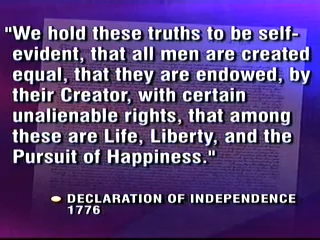 "We hold these truths to be self-
evident, that all men are created
equal, that they are endowed, by
their Creator, with certain
unalienable rights, that among
these are Life, Liberty, and the
Pursuit of Happiness."
DECLARATION OF INDEPENDENCE
1776